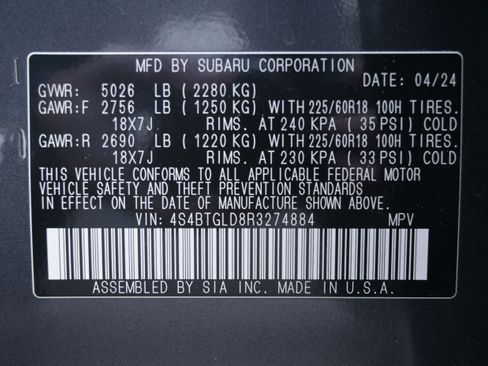 MFD BY SUBARU CORPORATION
DATE: 04/24
GVWR: 5026 LB ( 2280 KG)
GAWR:F 2756 LB ( 1250 KG) WITH 225/60R18 100H TIRES.
18X7J RIMS. AT 240 KPA ( 35 PSI) COLD
GAWR:R 2690 LB ( 1220 KG) WITH 225/60R18 100H TIRES.
18X7J RIMS. AT 230 KPA ( 33 PSI) COLD
THIS VEHICLE CONFORMS TO ALL APPLICABLE FEDERAL MOTOR
VEHICLE SAFETY AND THEFT PREVENTION STANDARDS
IN EFFECT ON THE DATE OF MANUFACTURE SHOWN ABOVE.
VIN: 4S4BTGLD8R3274884 MPV
ASSEMBLED BY SIA INC. MADE IN U.S.A.